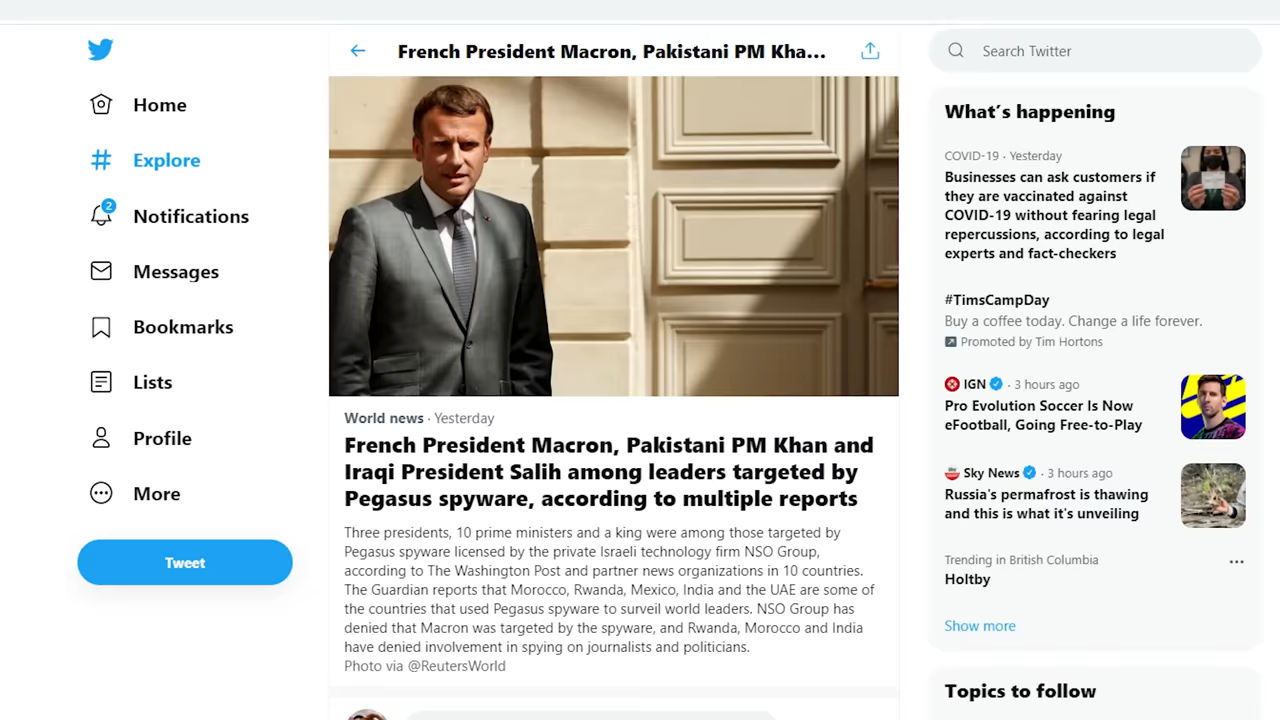 Home
Explore
2
Notifications
Messages
Bookmarks
Lists
Profile
More
Tweet
French President Macron, Pakistani PM Kha...
World news · Yesterday
French President Macron, Pakistani PM Khan and
Iraqi President Salih among leaders targeted by
Pegasus spyware, according to multiple reports
Three presidents, 10 prime ministers and a king were among those targeted by
Pegasus spyware licensed by the private Israeli technology firm NSO Group,
according to The Washington Post and partner news organizations in 10 countries.
The Guardian reports that Morocco, Rwanda, Mexico, India and the UAE are some of
the countries that used Pegasus spyware to surveil world leaders. NSO Group has
denied that Macron was targeted by the spyware, and Rwanda, Morocco and India
have denied involvement in spying on journalists and politicians.
Photo via @ReutersWorld
Search Twitter
What's happening
COVID-19 · Yesterday
Businesses can ask customers if
they are vaccinated against
COVID-19 without fearing legal
repercussions, according to legal
experts and fact-checkers
#TimsCampDay
Buy a coffee today. Change a life forever.
Promoted by Tim Hortons
IGN · 3 hours ago
Pro Evolution Soccer Is Now
eFootball, Going Free-to-Play
Sky News · 3 hours ago
Russia's permafrost is thawing
and this is what it's unveiling
Trending in British Columbia
Holtby
Show more
Topics to follow